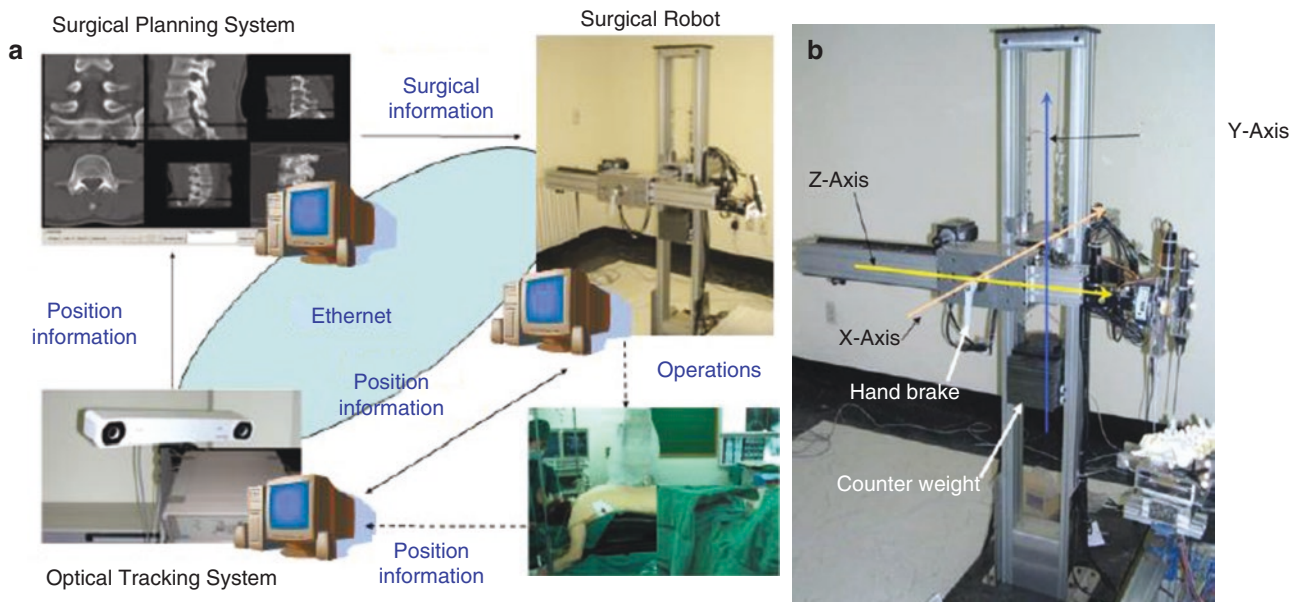 Surgical Planning System
Surgical Robot
a
b
Surgical
information
Y-Axis
Z-Axis
Position
information
Ethernet
X-Axis
Position
information
Operations
Hand brake
Counter weight
Position
information
Optical Tracking System